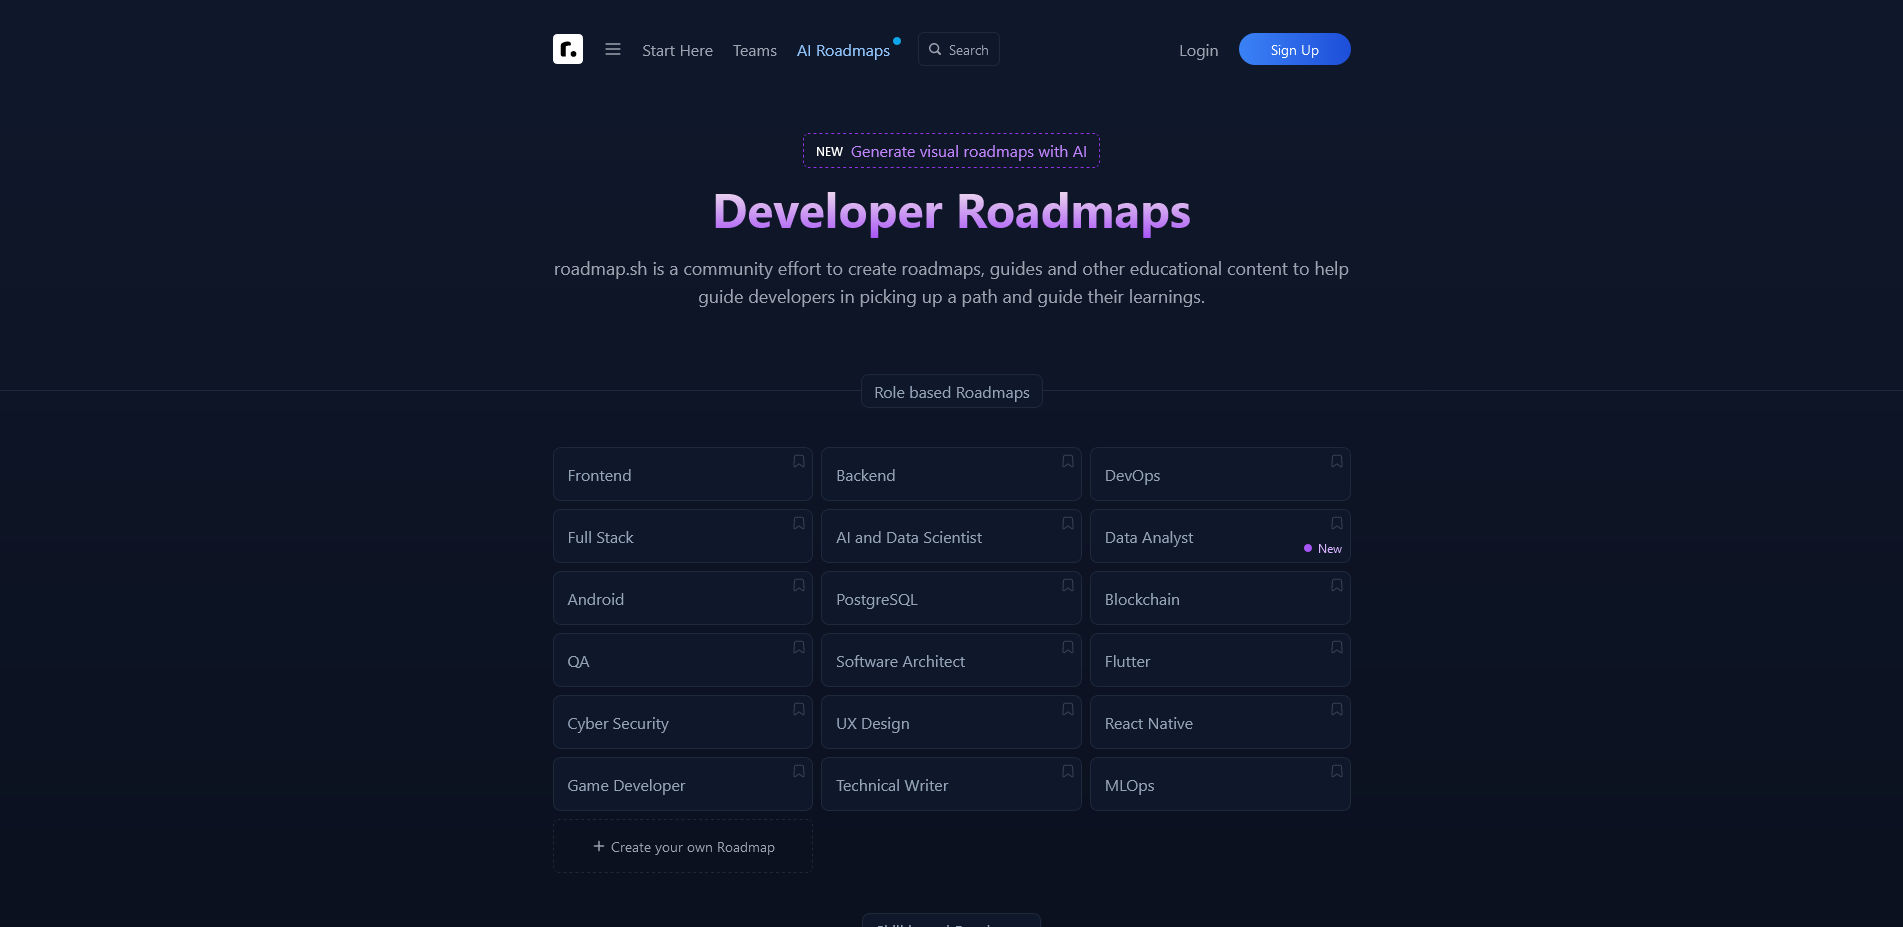 r.
Start Here
Teams
AI Roadmaps
Search
Login
Sign Up
NEW Generate visual roadmaps with AI
Developer Roadmaps
roadmap.sh is a community effort to create roadmaps, guides and other educational content to help
guide developers in picking up a path and guide their learnings.
Role based Roadmaps
Frontend
Backend
DevOps
Full Stack
AI and Data Scientist
Data Analyst
New
Android
PostgreSQL
Blockchain
QA
Software Architect
Flutter
Cyber Security
UX Design
React Native
Game Developer
Technical Writer
MLOps
+ Create your own Roadmap